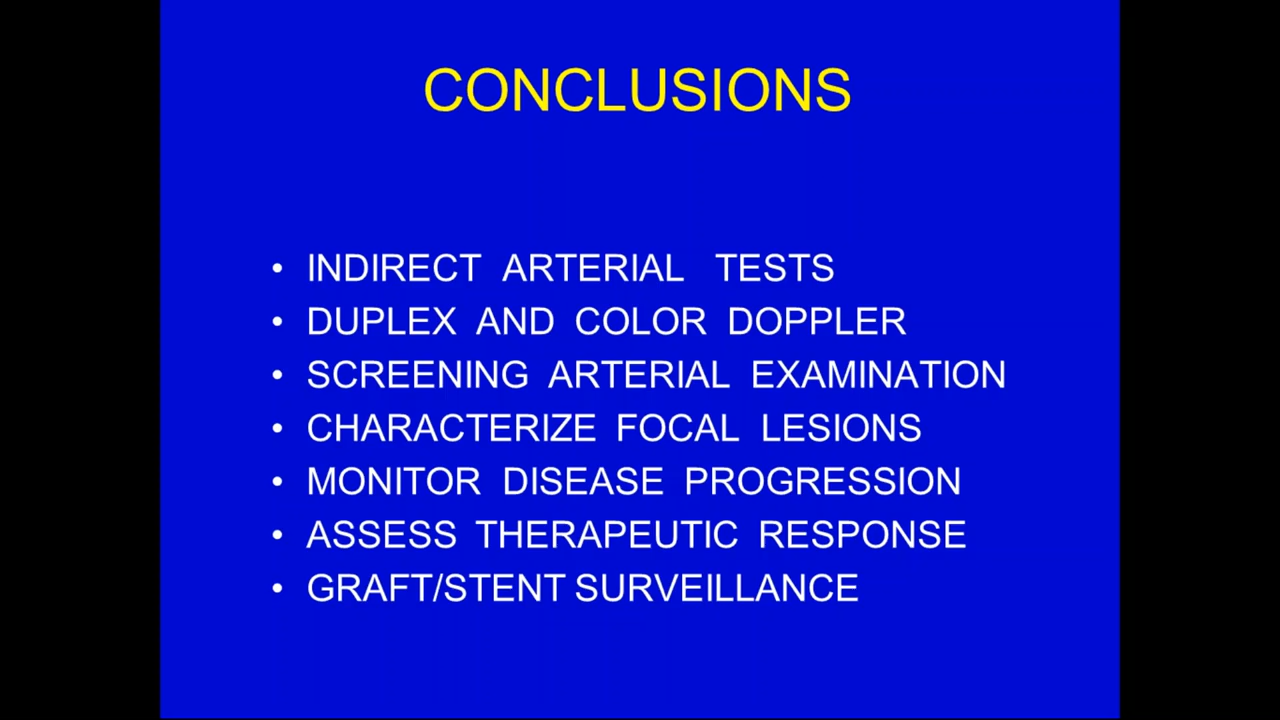 CONCLUSIONS
• INDIRECT ARTERIAL TESTS
• DUPLEX AND COLOR DOPPLER
• SCREENING ARTERIAL EXAMINATION
• CHARACTERIZE FOCAL LESIONS
• MONITOR DISEASE PROGRESSION
• ASSESS THERAPEUTIC RESPONSE
• GRAFT/STENT SURVEILLANCE